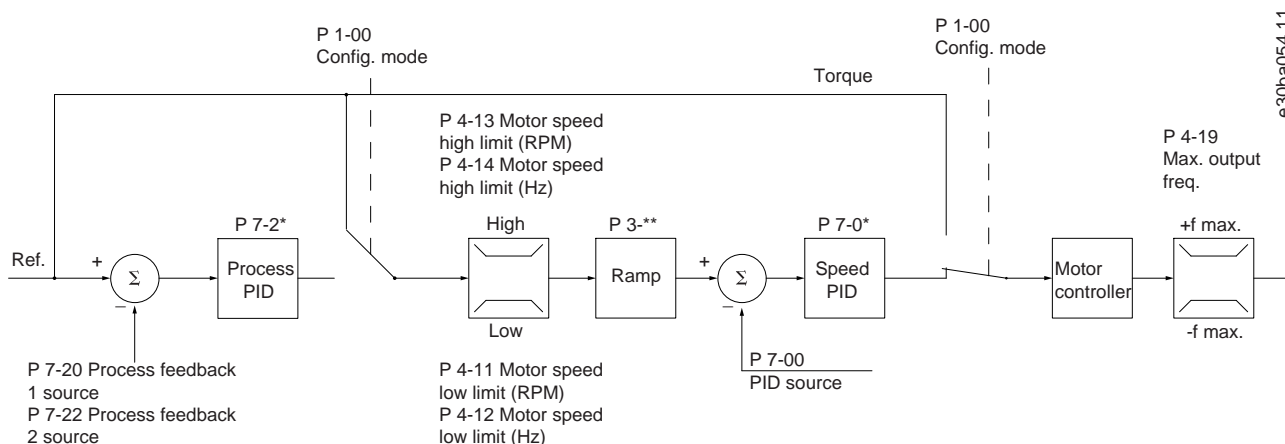 P 1-00
Config. mode
P 1-00
Config. mode
e30ba054.11
Torque
P 4-13 Motor speed
high limit (RPM)
P 4-14 Motor speed
high limit (Hz)
P 4-19
Max. output
freq.
P 7-2*
High
P 3-**
P 7-0*
+f max.
Ref.
+
Σ
_
Process
PID
Ramp
+
Σ
_
Speed
PID
Motor
controller
Low
-f max.
P 7-20 Process feedback
1 source
P 7-22 Process feedback
2 source
P 4-11 Motor speed
low limit (RPM)
P 4-12 Motor speed
low limit (Hz)
P 7-00
PID source